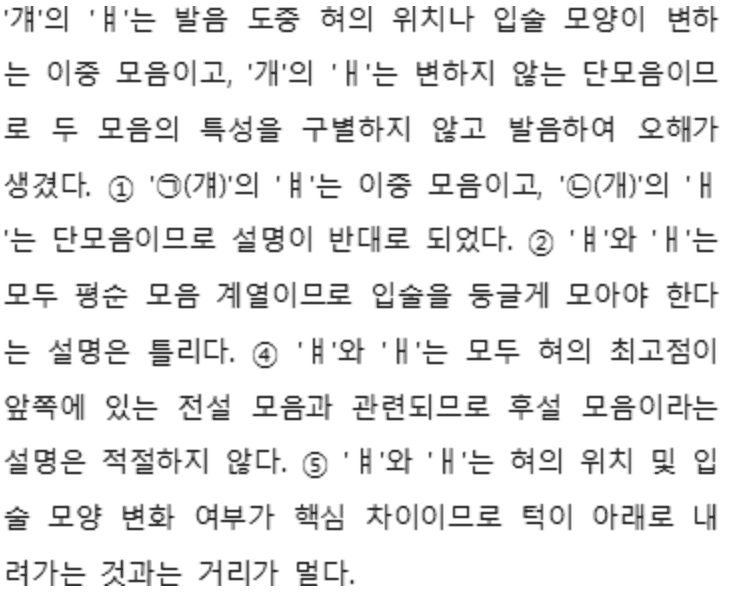 '걔'의 'ㅒ'는 발음 도중 혀의 위치나 입술 모양이 변하
는 이중 모음이고, '개'의 'ㅐ'는 변하지 않는 단모음이므
로 두 모음의 특성을 구별하지 않고 발음하여 오해가
생겼다. ① '㉠(걔)'의 'ㅒ'는 이중 모음이고, '㉡(개)'의 'ㅐ
'는 단모음이므로 설명이 반대로 되었다. ② 'ㅒ'와 'ㅐ'는
모두 평순 모음 계열이므로 입술을 둥글게 모아야 한다
는 설명은 틀리다. ④ 'ㅒ'와 'ㅐ'는 모두 혀의 최고점이
앞쪽에 있는 전설 모음과 관련되므로 후설 모음이라는
설명은 적절하지 않다. ⑤ 'ㅒ'와 'ㅐ'는 혀의 위치 및 입
술 모양 변화 여부가 핵심 차이이므로 턱이 아래로 내
려가는 것과는 거리가 멀다.